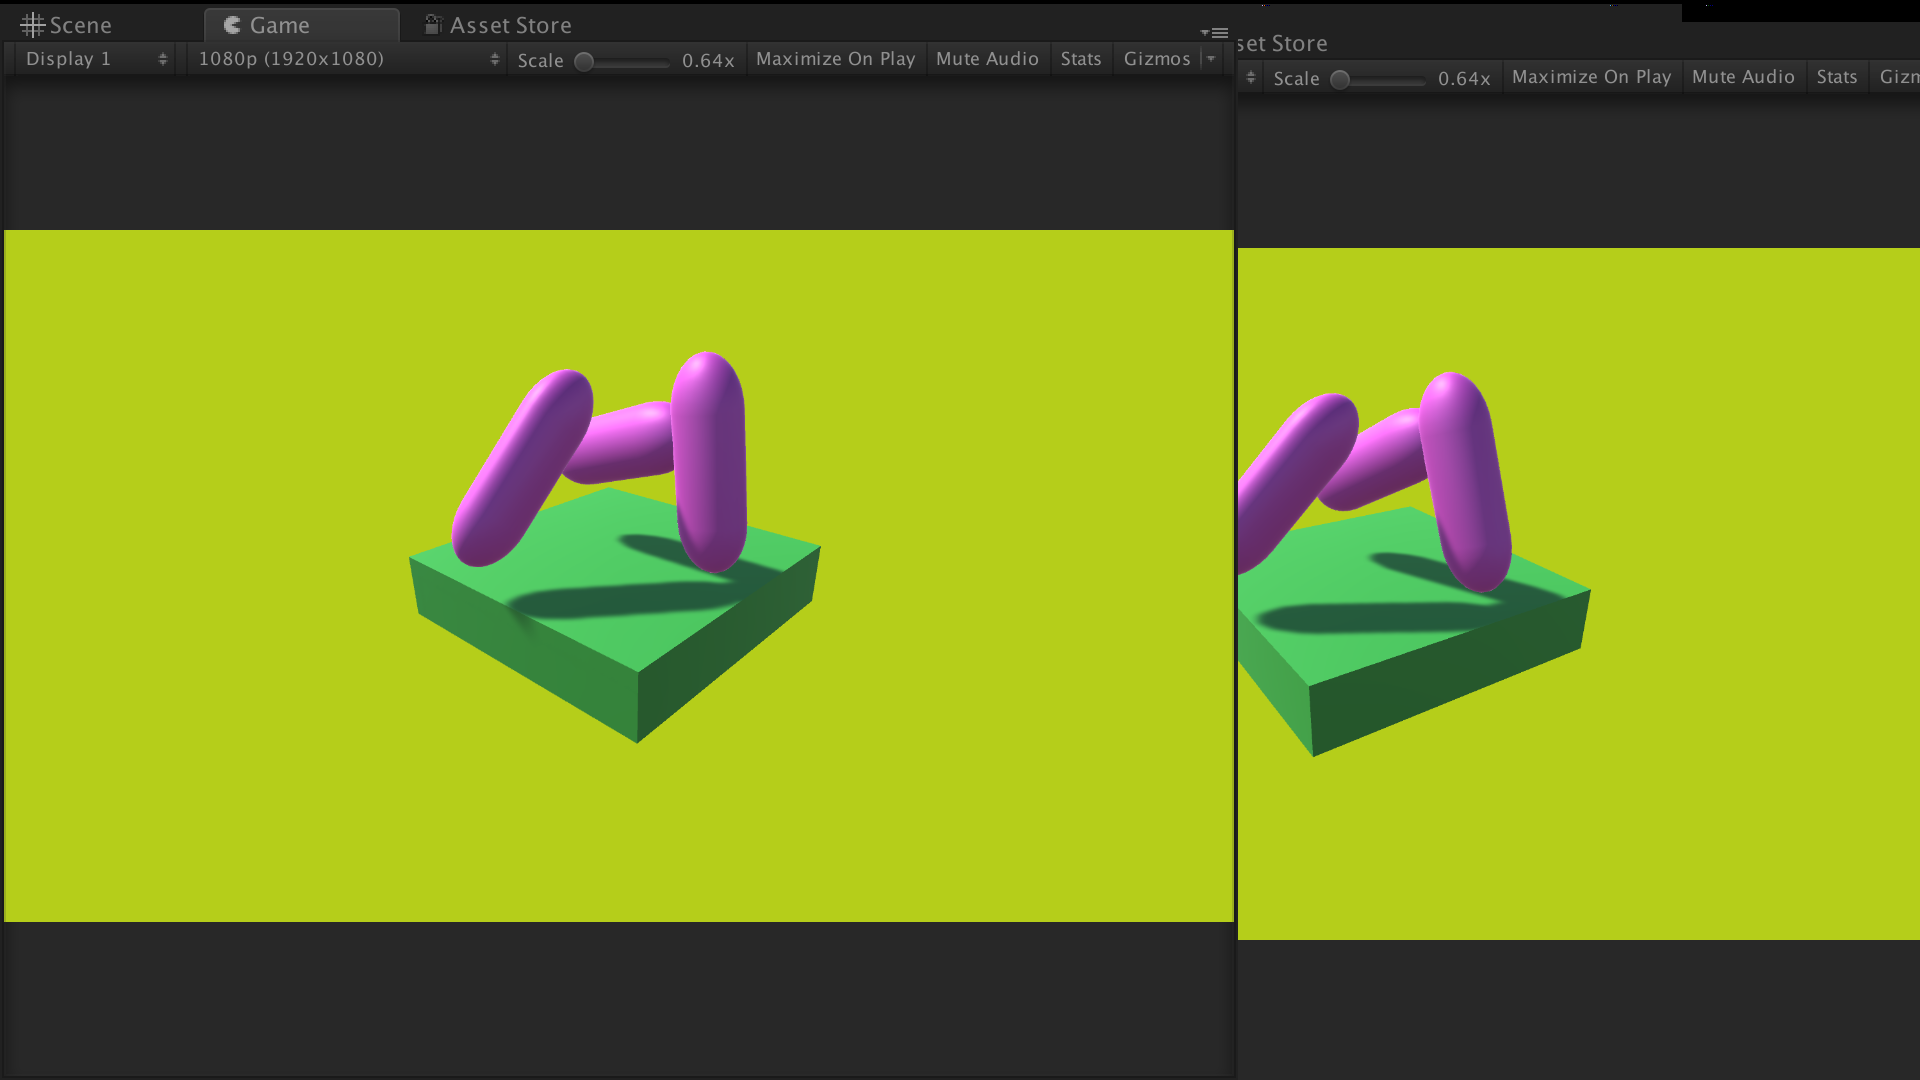 Scene Game Asset Store
Display 1 1080p (1920x1080) Scale 0.64x Maximize On Play Mute Audio Stats Gizmos
set Store
Scale 0.64x Maximize On Play Mute Audio Stats Gizm